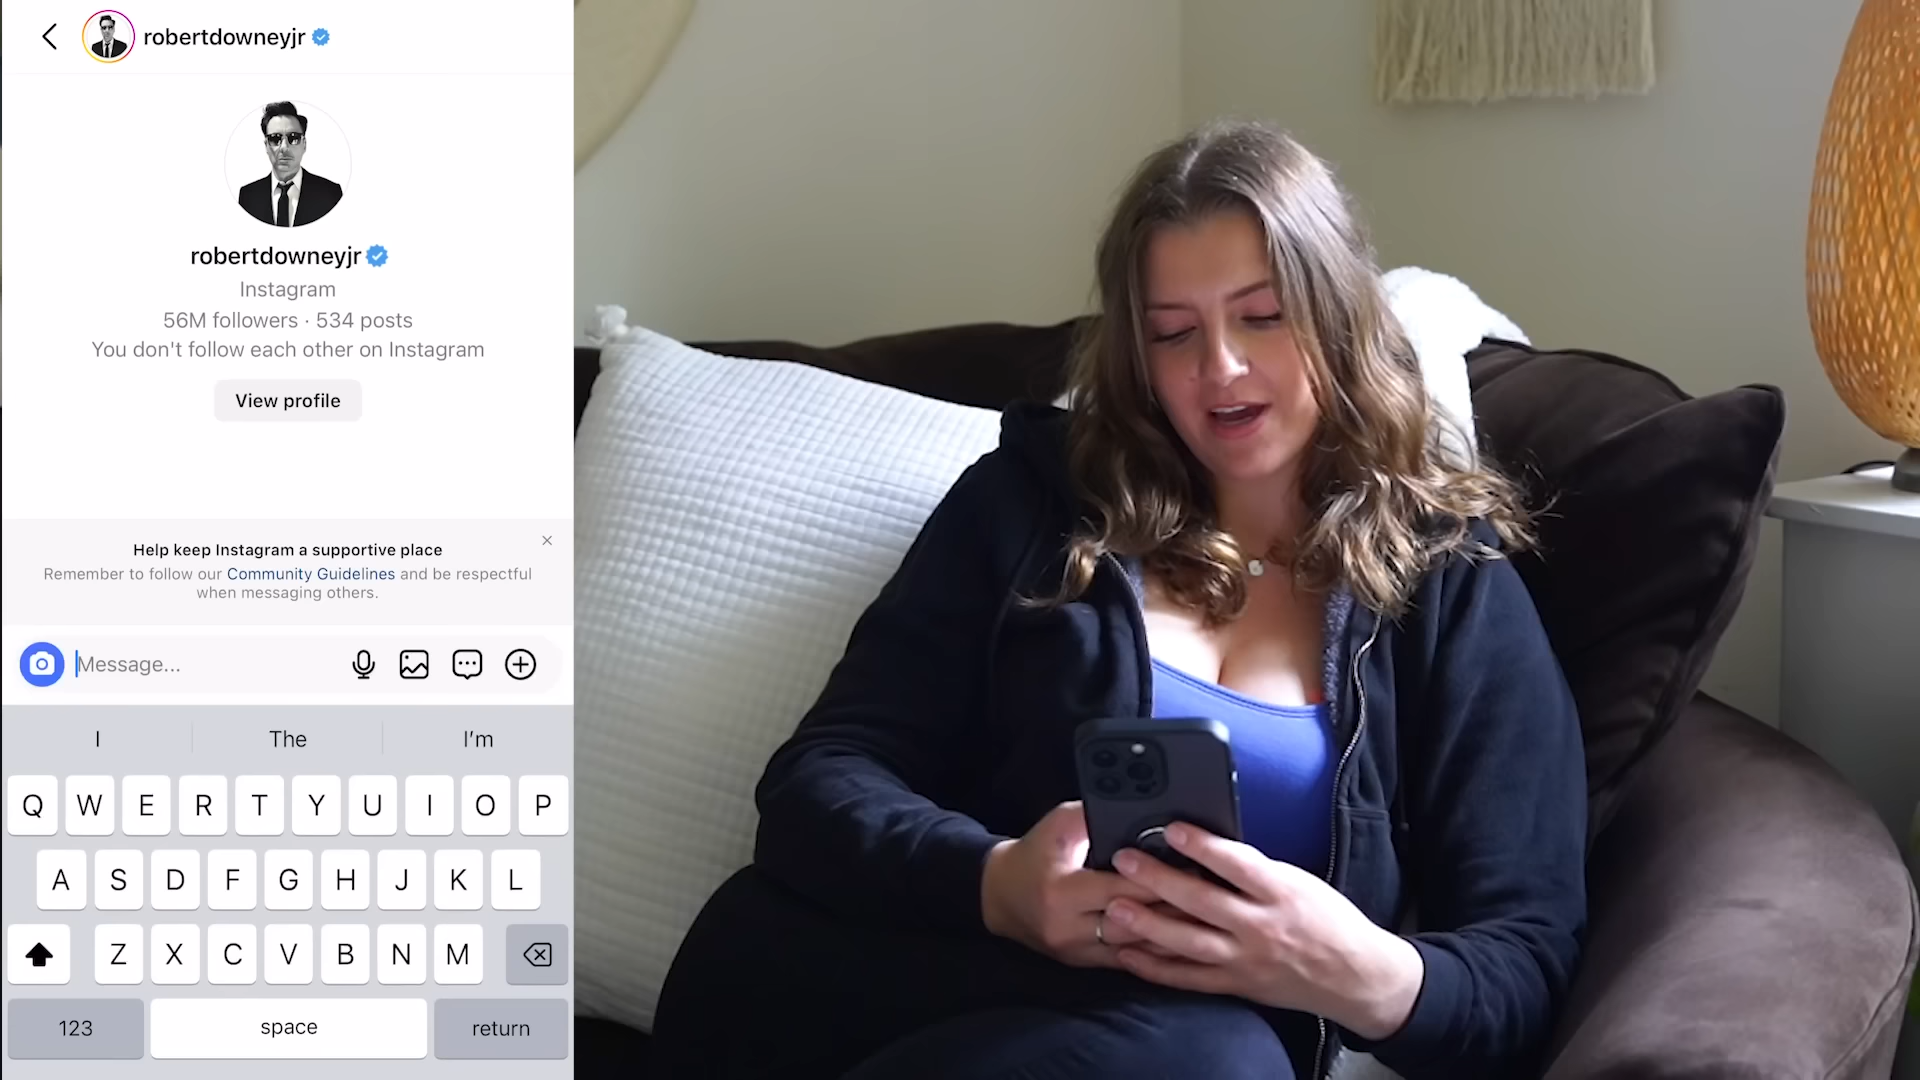 robertdowneyjr
robertdowneyjr
Instagram
56M followers · 534 posts
You don't follow each other on Instagram
View profile
Help keep Instagram a supportive place
Remember to follow our Community Guidelines and be respectful
when messaging others.
Message...
I The I'm
Q W E R T Y U I O P
A S D F G H J K L
Z X C V B N M
123 space return